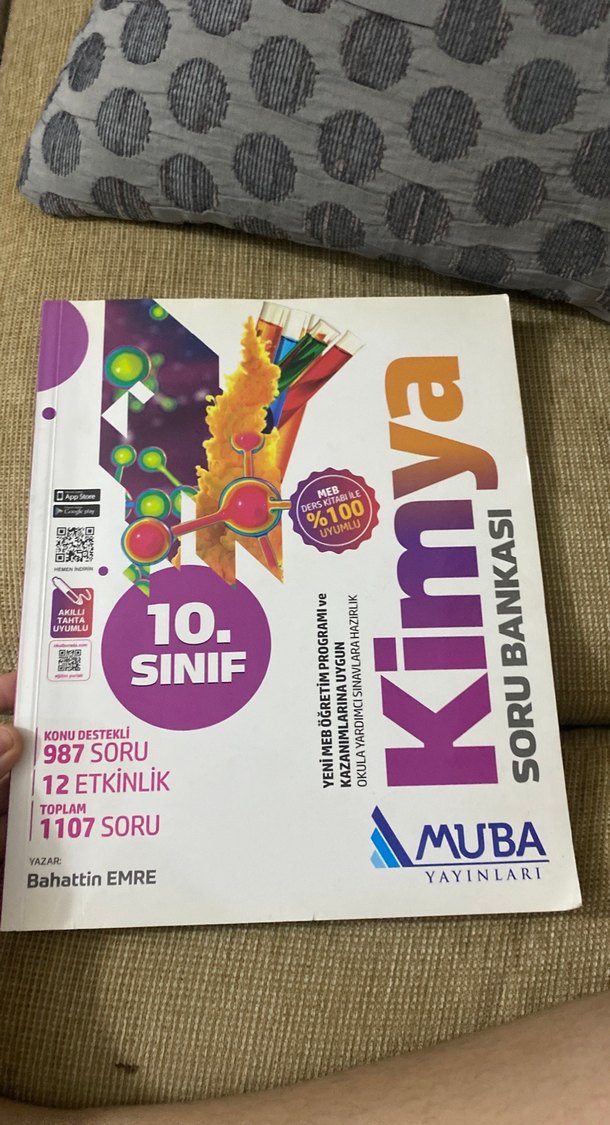 App Store
Google play
HEMEN İNDİRİN
AKILLI
TAHTA
UYUMLU
MEB
DERS KİTABI İLE
%100
UYUMLU
10.
SINIF
Kimya
SORU BANKASI
YENİ MEB ÖĞRETİM PROGRAMI ve
KAZANIMLARINA UYGUN
OKULA YARDIMCI SINAVLARA HAZIRLIK
KONU DESTEKLİ
987 SORU
12 ETKİNLİK
TOPLAM
1107 SORU
YAZAR:
Bahattin EMRE
MUBA
YAYINLARI